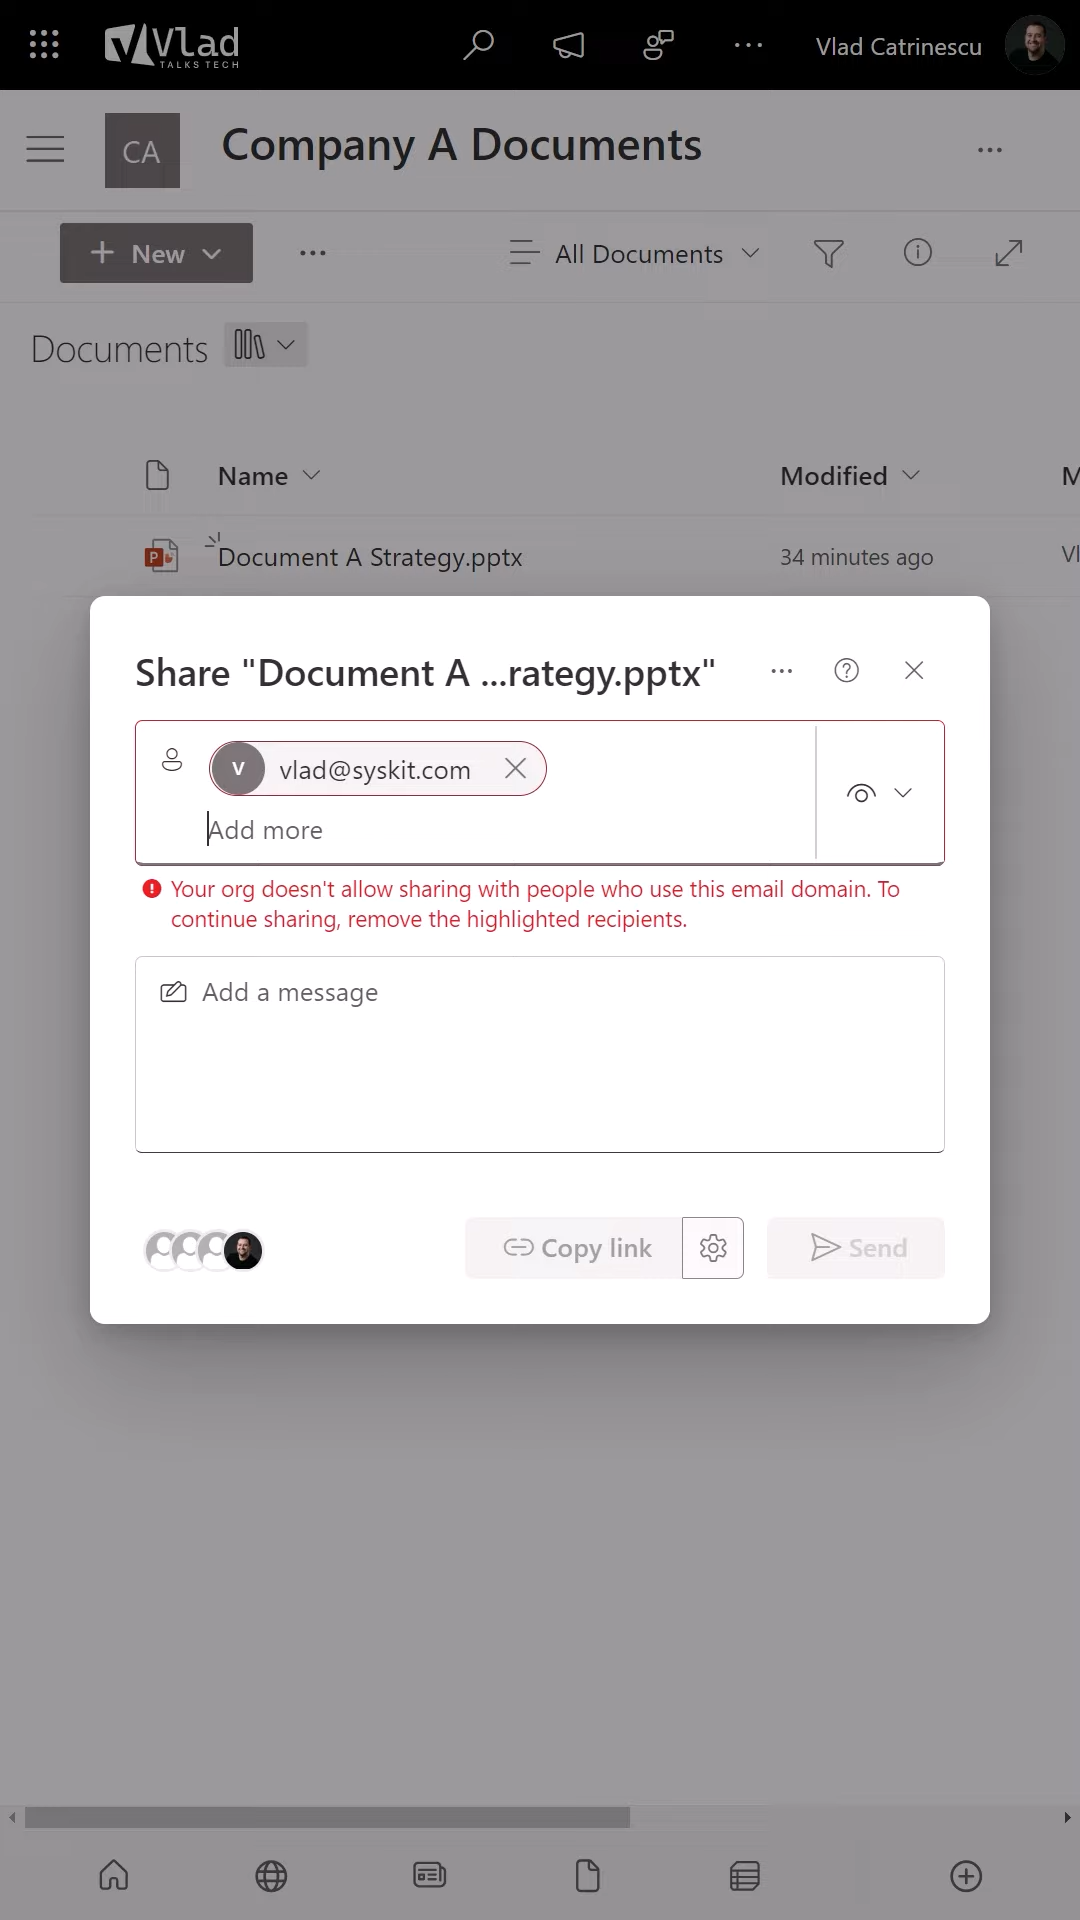 Vlad
TALKS TECH
Vlad Catrinescu
CA
Company A Documents
New
All Documents
Documents
Name
Modified
M
P
Document A Strategy.pptx
34 minutes ago
Vl
Share "Document A ...rategy.pptx"
V
vlad@syskit.com
Add more
Your org doesn't allow sharing with people who use this email domain. To
continue sharing, remove the highlighted recipients.
Add a message
Copy link
Send